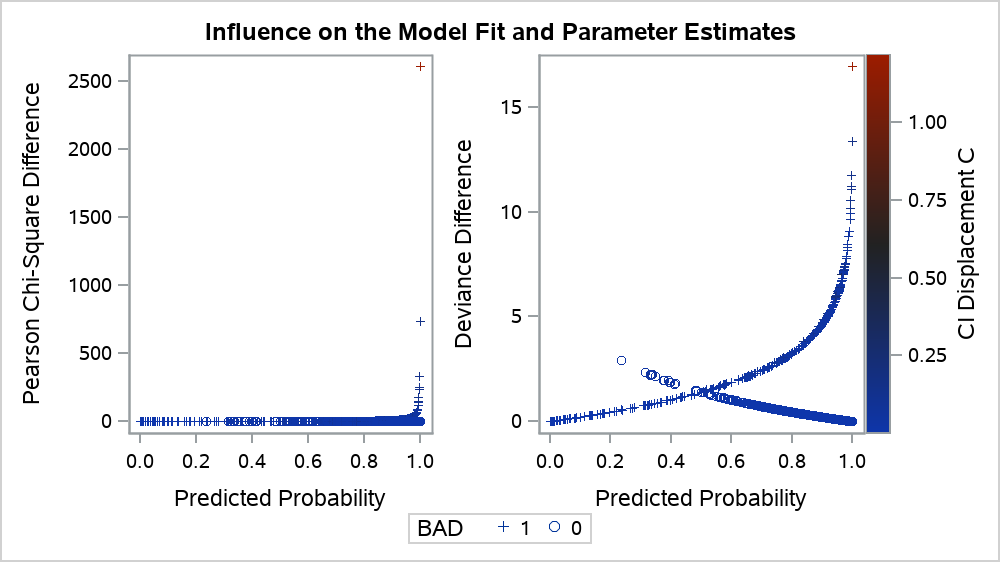 Influence on the Model Fit and Parameter Estimates
Pearson Chi-Square Difference
2500
2000
1500
1000
500
0
0.0 0.2 0.4 0.6 0.8 1.0
Predicted Probability
Deviance Difference
15
10
5
0
0.0 0.2 0.4 0.6 0.8 1.0
Predicted Probability
1.00
0.75
0.50
0.25
CI Displacement C
BAD + 1 ○ 0